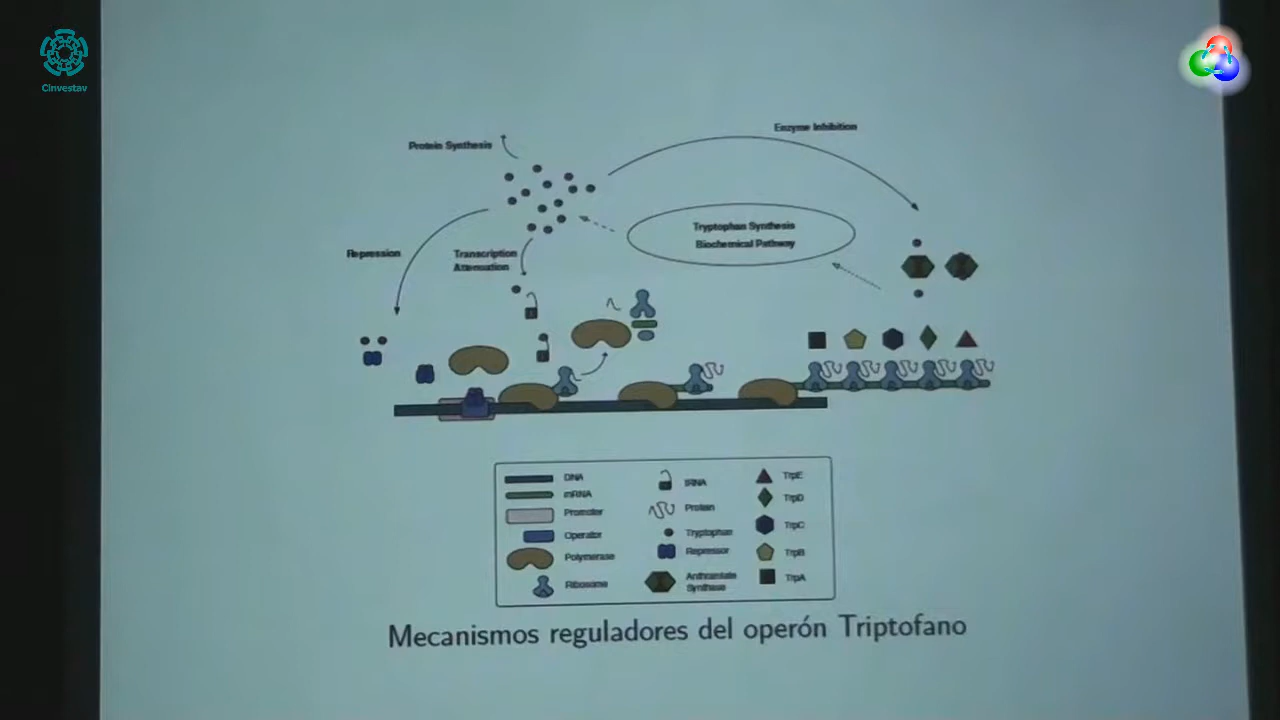 Cinvestav
Enzyme Inhibition
Protein Synthesis
Tryptophan Synthesis
Biochemical Pathway
Repression
Transcription
Attenuation
DNA
mRNA
Promoter
Operator
Polymerase
Ribosome
tRNA
Protein
Tryptophan
Repressor
Anthranilate
Synthase
TrpE
TrpD
TrpC
TrpB
TrpA
Mecanismos reguladores del operón Triptofano